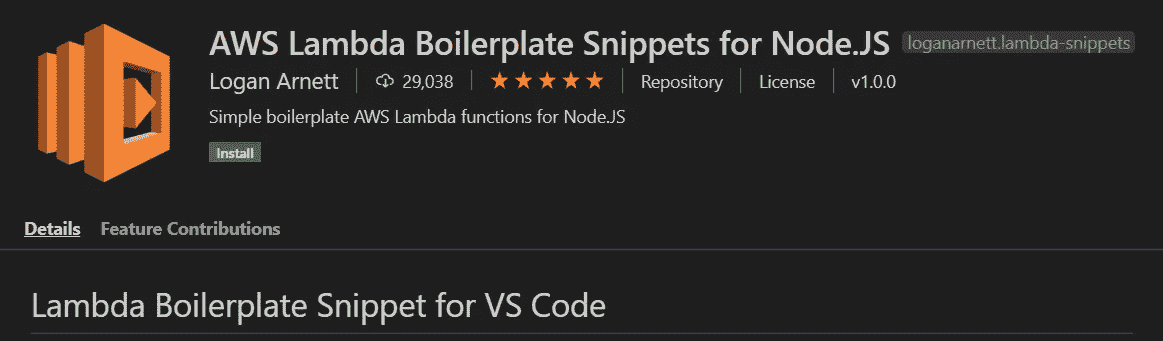 AWS Lambda Boilerplate Snippets for Node.JS loganarnett.lambda-snippets
Logan Arnett 29,038 Repository License v1.0.0
Simple boilerplate AWS Lambda functions for Node.JS
Install
Details Feature Contributions
Lambda Boilerplate Snippet for VS Code